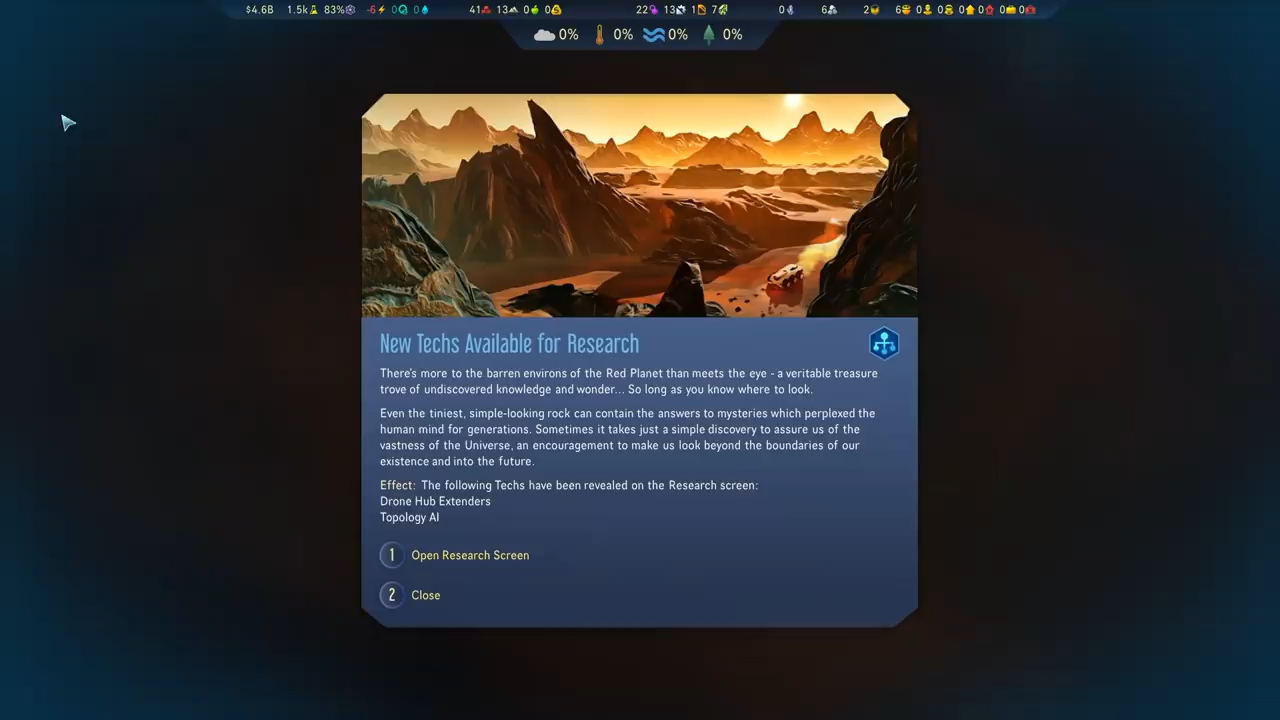 $4.6B 1.5k 83% -6 0 0 41 13 0 0 22 13 1 7 0 6 2 6 0 0 0 0 0 0
0% 0% 0% 0%
New Techs Available for Research
There's more to the barren environs of the Red Planet than meets the eye - a veritable treasure
trove of undiscovered knowledge and wonder... So long as you know where to look.
Even the tiniest, simple-looking rock can contain the answers to mysteries which perplexed the
human mind for generations. Sometimes it takes just a simple discovery to assure us of the
vastness of the Universe, an encouragement to make us look beyond the boundaries of our
existence and into the future.
Effect: The following Techs have been revealed on the Research screen:
Drone Hub Extenders
Topology AI
1 Open Research Screen
2 Close